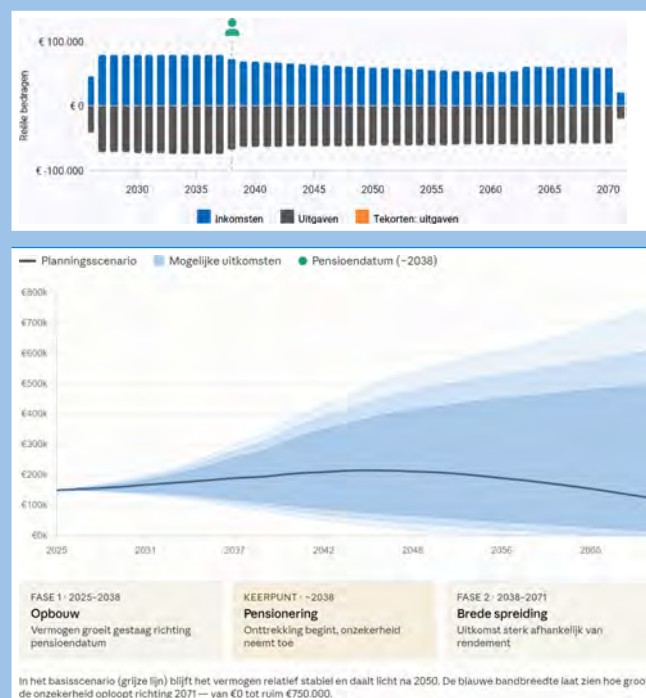 € 100.000
€ 0
€ -100.000
Reële bedragen
2030 2035 2040 2045 2050 2055 2060 2065 2070
Inkomsten Uitgaven Tekorten: uitgaven
Planningsscenario Mogelijke uitkomsten Pensioendatum (~2038)
€800k
€700k
€600k
€500k
€400k
€300k
€200k
€100k
€0k
2025 2031 2037 2042 2048 2056
FASE 1 · 2025–2038
Opbouw
Vermogen groeit gestaag richting
pensioendatum
KEERPUNT · ~2038
Pensionering
Onttrekking begint, onzekerheid
neemt toe
FASE 2 · 2038–2071
Brede spreiding
Uitkomst sterk afhankelijk van
rendement
In het basisscenario (grijze lijn) blijft het vermogen relatief stabiel en daalt licht na 2050. De blauwe bandbreedte laat zien hoe groo
de onzekerheid oploopt richting 2071 — van €0 tot ruim €750.000.